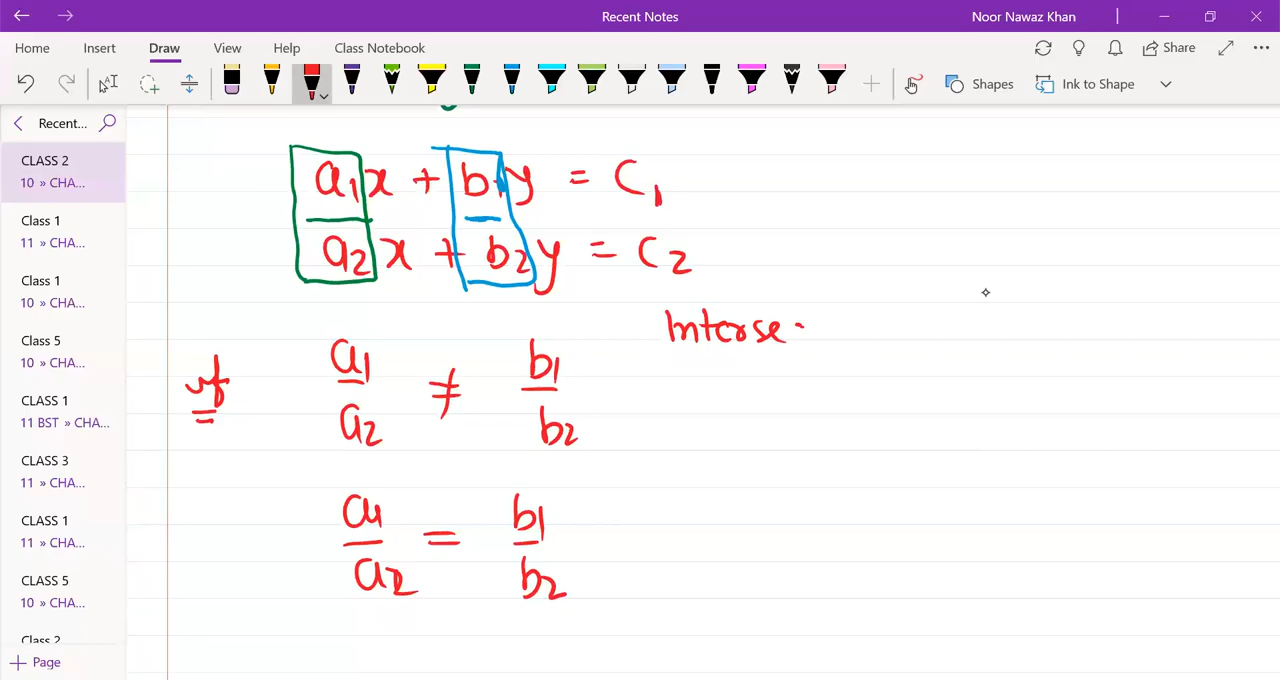 Recent Notes
Noor Nawaz Khan
Home Insert Draw View Help Class Notebook Share
Shapes Ink to Shape
Recent...
CLASS 2
10 » CHA...
Class 1
11 » CHA...
Class 1
10 » CHA...
Class 5
10 » CHA...
CLASS 1
11 BST » CHA...
CLASS 3
11 » CHA...
CLASS 1
11 » CHA...
CLASS 5
10 » CHA...
Class 2
Page
a1x + b1y = C1
a2x + b2y = C2
Interse
if a1/a2 ≠ b1/b2
a1/a2 = b1/b2